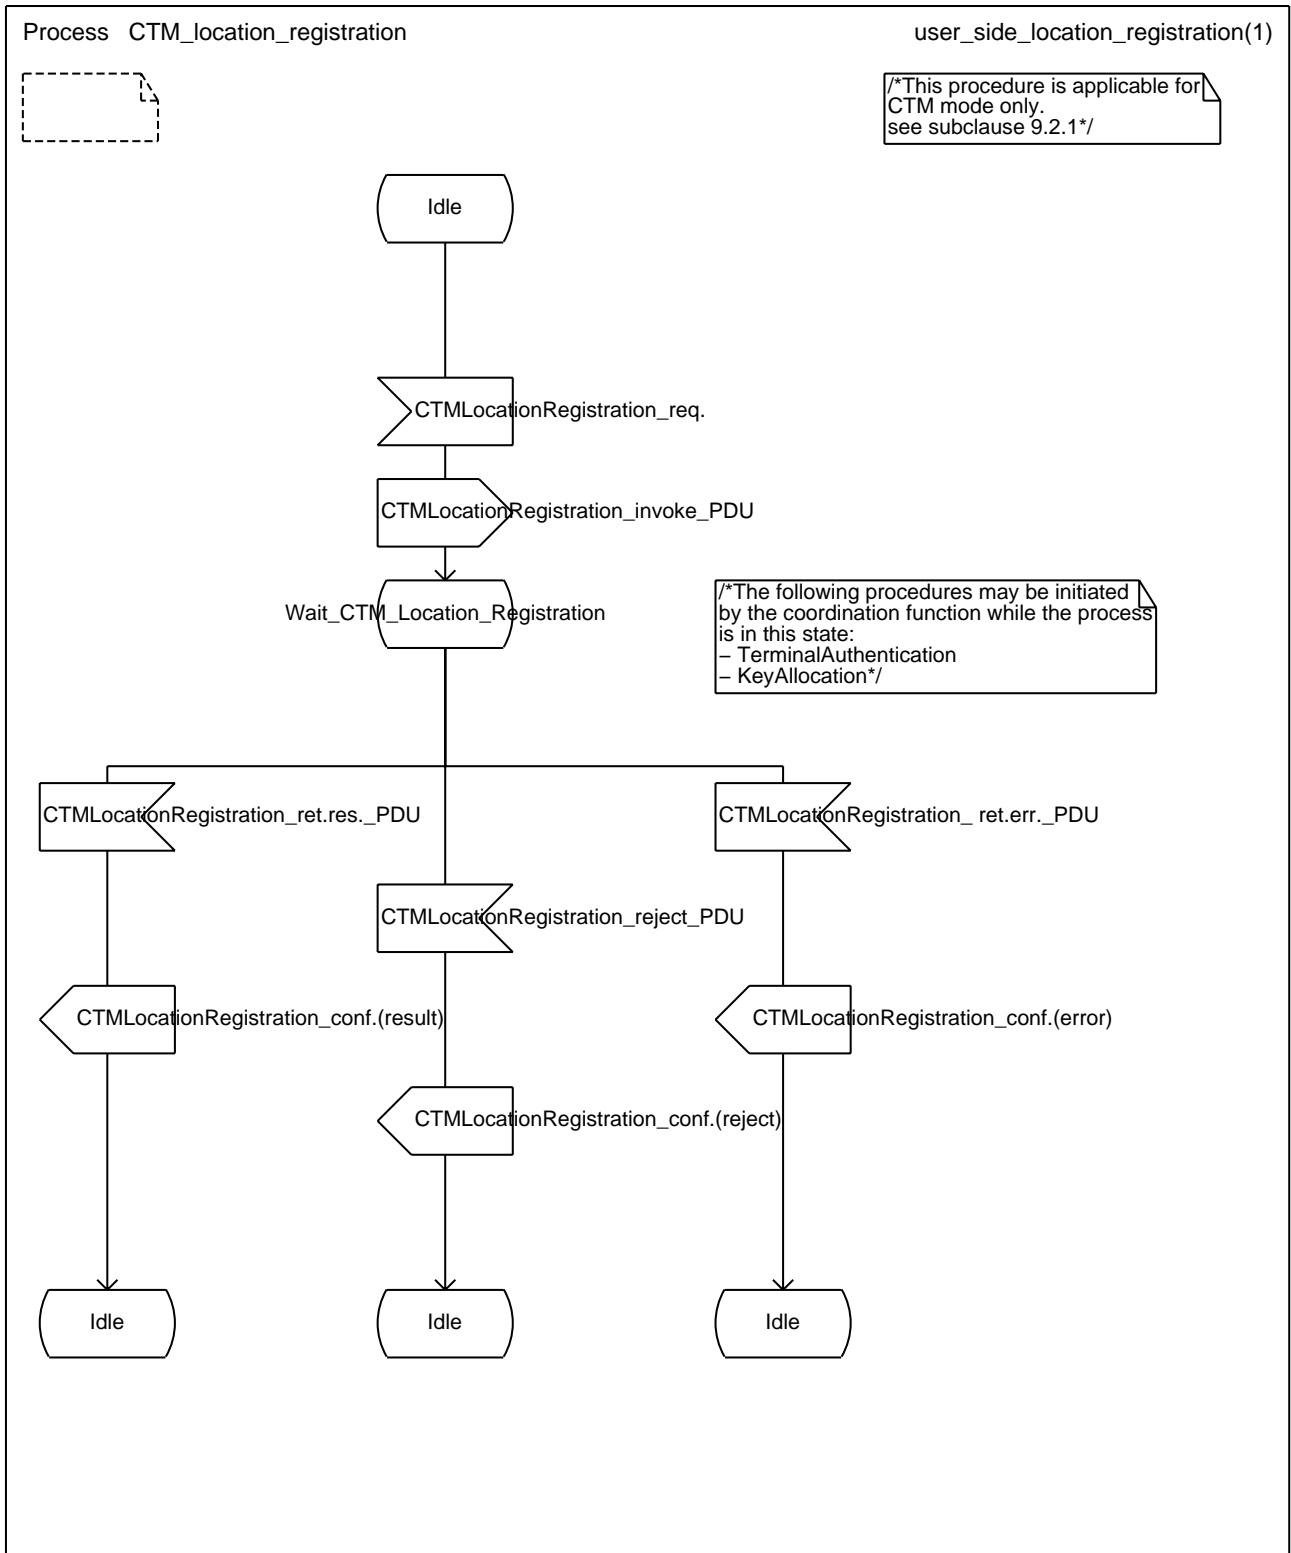 Process CTM_location_registration
user_side_location_registration(1)
/*This procedure is applicable for
CTM mode only.
see subclause 9.2.1*/
Idle
CTMLocationRegistration_req.
CTMLocationRegistration_invoke_PDU
Wait_CTM_Location_Registration
/*The following procedures may be initiated
by the coordination function while the process
is in this state:
– TerminalAuthentication
– KeyAllocation*/
CTMLocationRegistration_ret.res._PDU
CTMLocationRegistration_ ret.err._PDU
CTMLocationRegistration_reject_PDU
CTMLocationRegistration_conf.(result)
CTMLocationRegistration_conf.(error)
CTMLocationRegistration_conf.(reject)
Idle
Idle
Idle